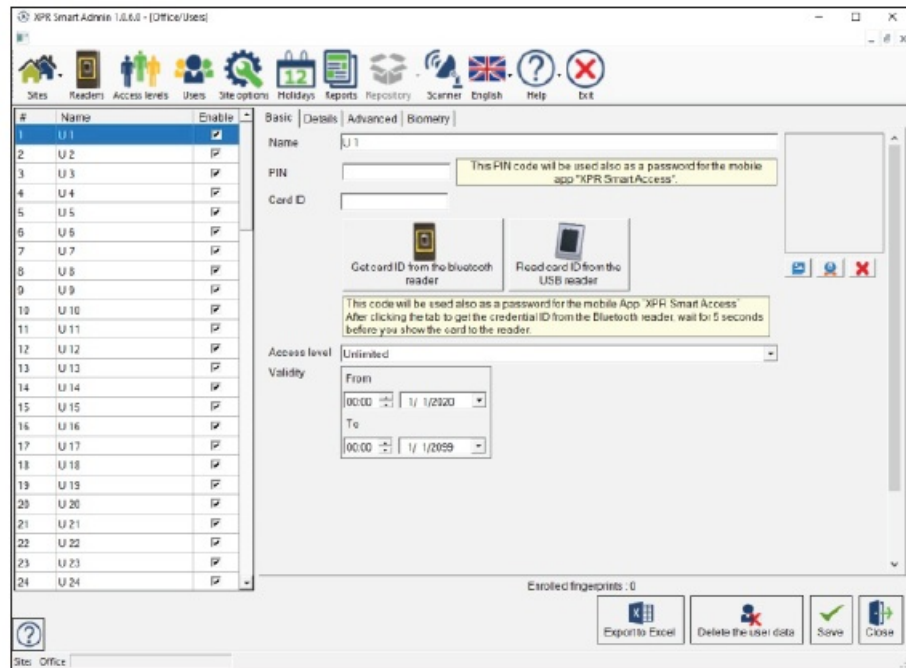 XPR Smart Admin 1.0.6.0 - [Office/Users]
Sites Readers Access levels Users Site options Holidays Reports Repository Scanner English Help Exit
# Name Enable
Basic Details Advanced Biometry
1 U 1
2 U 2
3 U 3
4 U 4
5 U 5
6 U 6
7 U 7
8 U 8
9 U 9
10 U 10
11 U 11
12 U 12
13 U 13
14 U 14
15 U 15
16 U 16
17 U 17
18 U 18
19 U 19
20 U 20
21 U 21
22 U 22
23 U 23
24 U 24
Name U 1
PIN
This PIN code will be used also as a password for the mobile
app "XPR Smart Access".
Card ID
Get card ID from the bluetooth
reader
Read card ID from the
USB reader
This code will be used also as a password for the mobile App "XPR Smart Access"
After clicking the tab to get the credential ID from the Bluetooth reader, wait for 5 seconds
before you show the card to the reader.
Access level Unlimited
Validity
From
00:00 1/ 1/2020
To
00:00 1/ 1/2099
Enrolled fingerprints : 0
Export to Excel Delete the user data Save Close
Site: Office